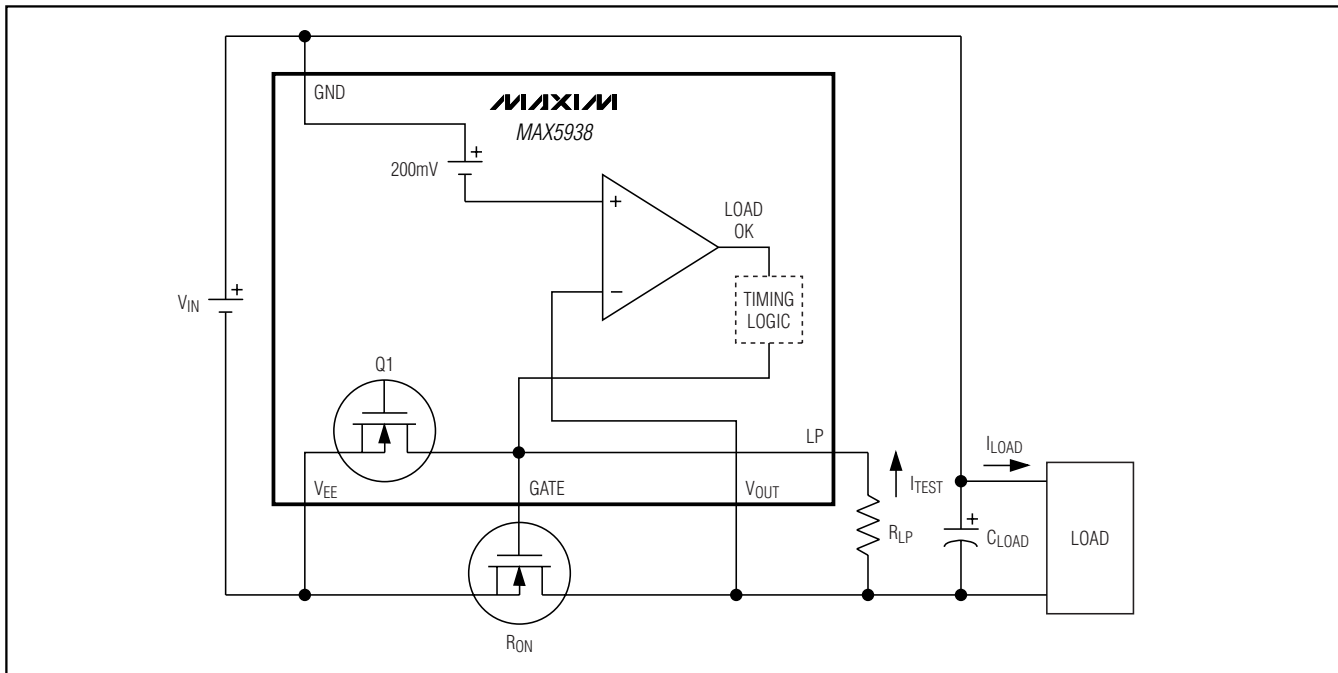 GND
MAXIM
MAX5938
200mV
+
+
−
LOAD
OK
TIMING
LOGIC
VIN
+
Q1
LP
ILOAD
VEE
GATE
VOUT
ITEST
+
RLP
CLOAD
LOAD
RON